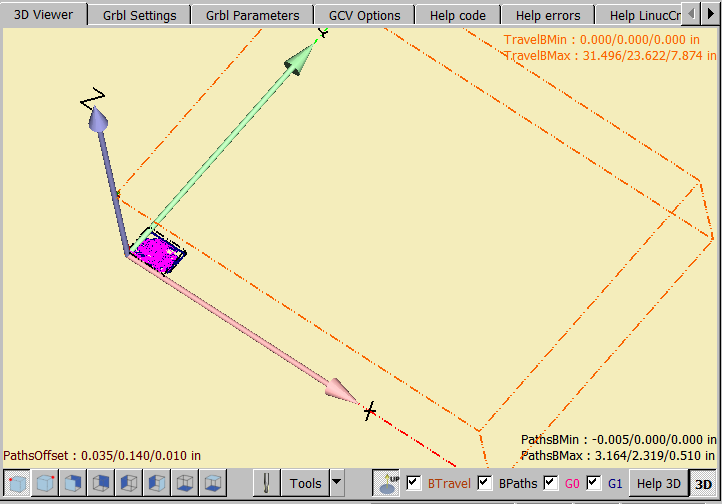 3D Viewer Grbl Settings Grbl Parameters GCV Options Help code Help errors Help LinucCr
TravelBMin : 0.000/0.000/0.000 in
TravelBMax : 31.496/23.622/7.874 in
Y
Z
X
PathsBMin : -0.005/0.000/0.000 in
PathsOffset : 0.035/0.140/0.010 in PathsBMax : 3.164/2.319/0.510 in
Tools UP BTravel BPaths G0 G1 Help 3D 3D